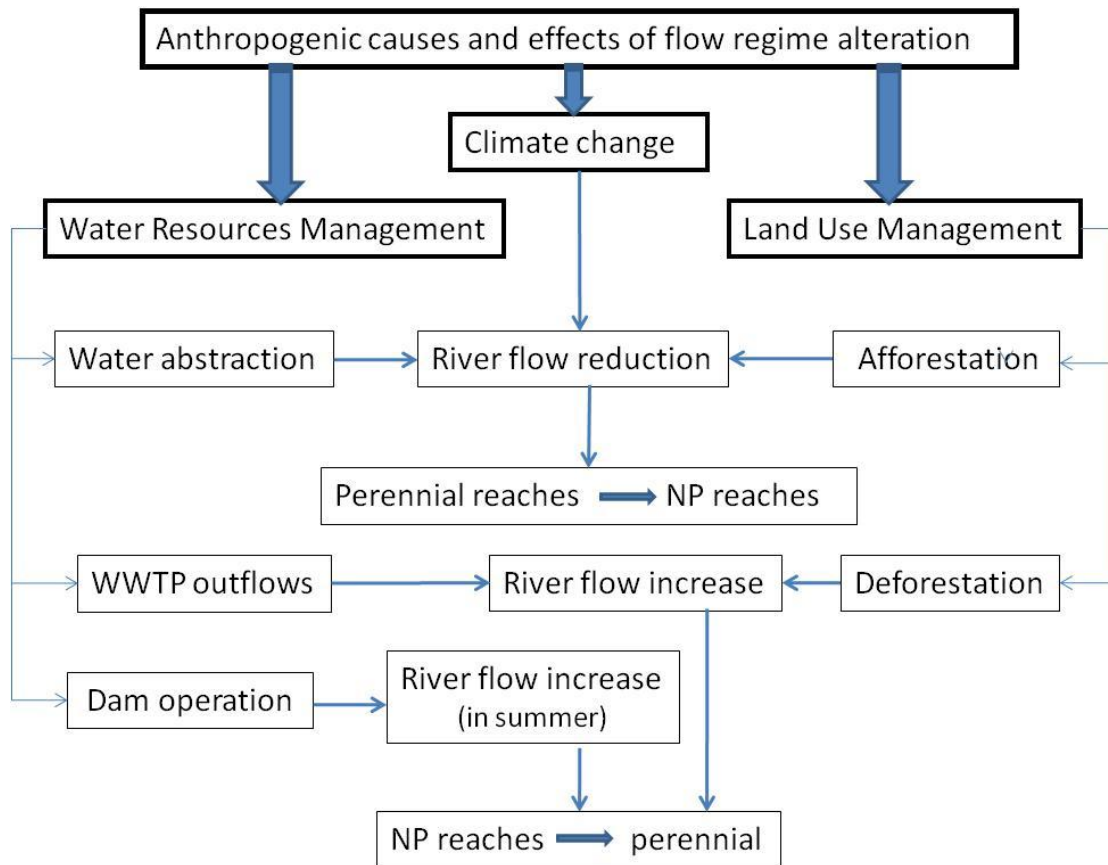 Anthropogenic causes and effects of flow regime alteration
Climate change
Water Resources Management
Land Use Management
Water abstraction
River flow reduction
Afforestation
Perennial reaches NP reaches
WWTP outflows
River flow increase
Deforestation
Dam operation
River flow increase
(in summer)
NP reaches perennial